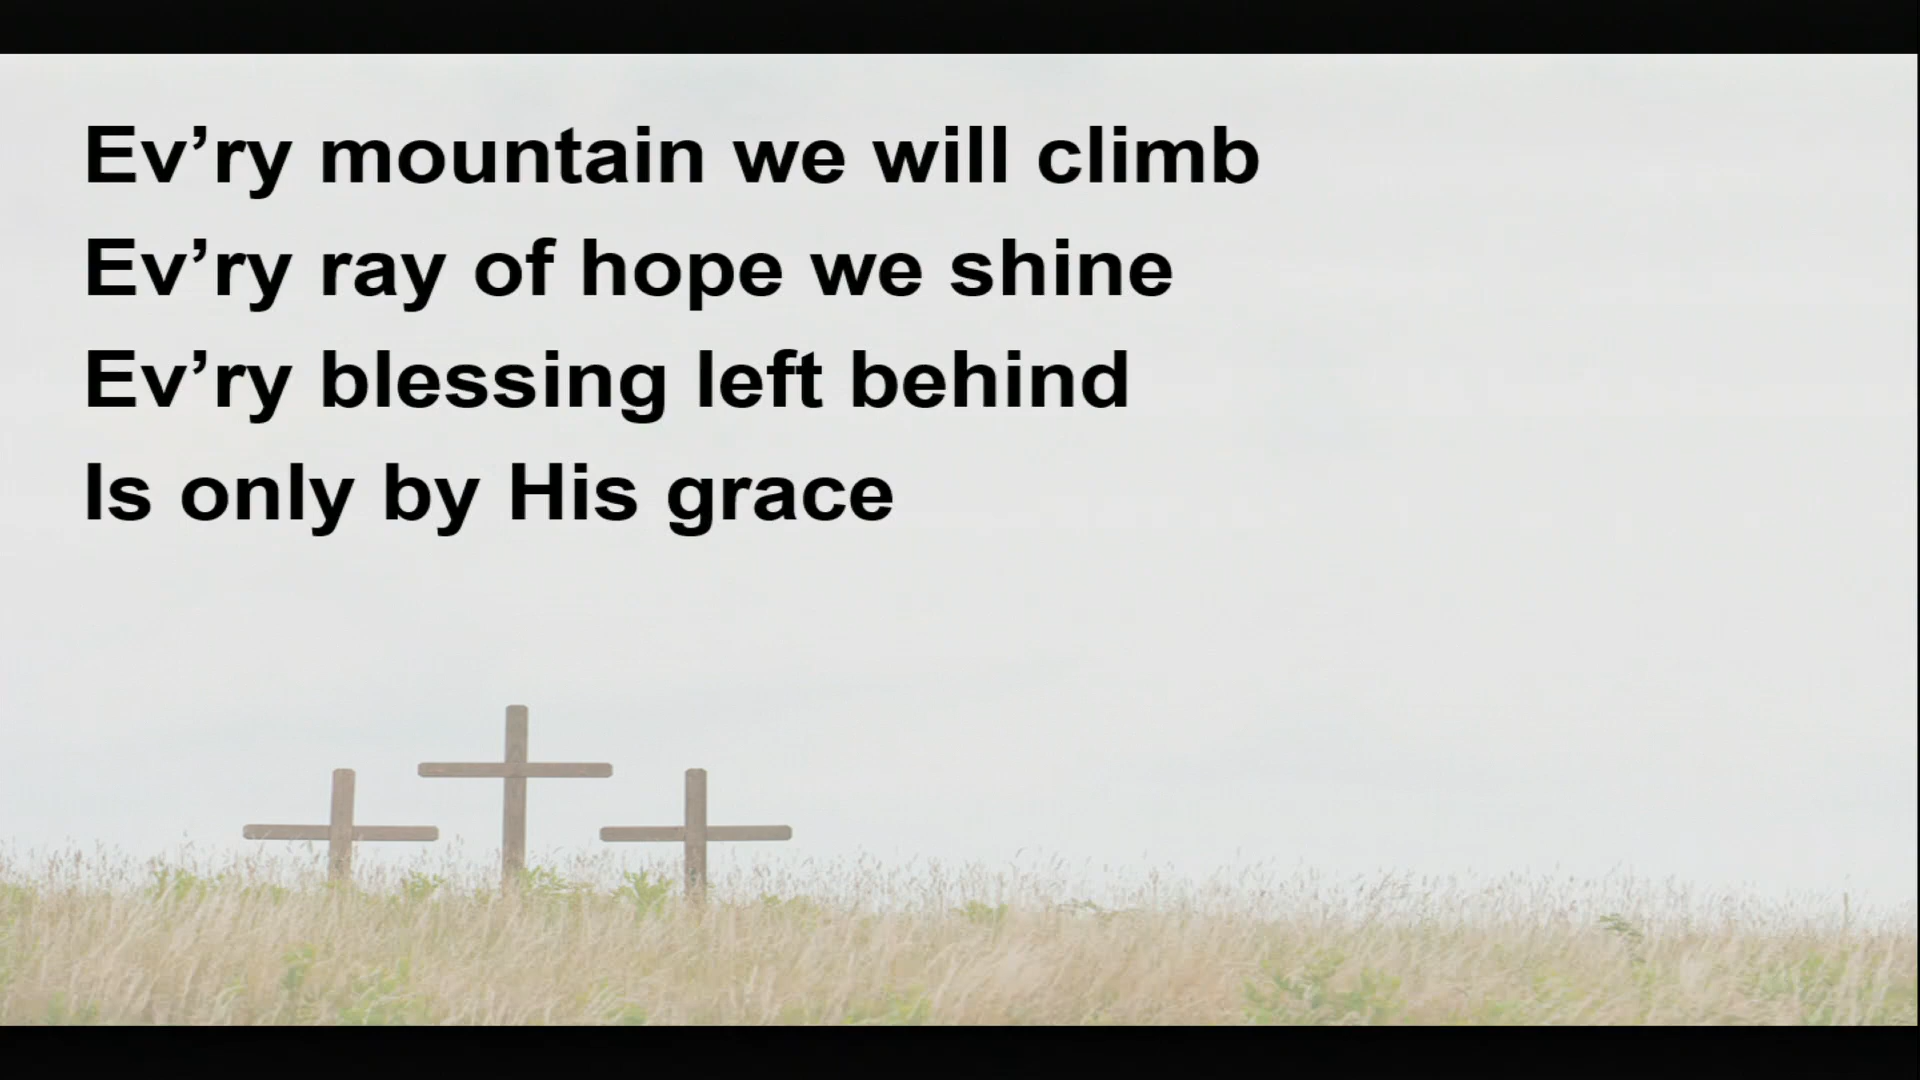 Ev’ry mountain we will climb
Ev’ry ray of hope we shine
Ev’ry blessing left behind
Is only by His grace